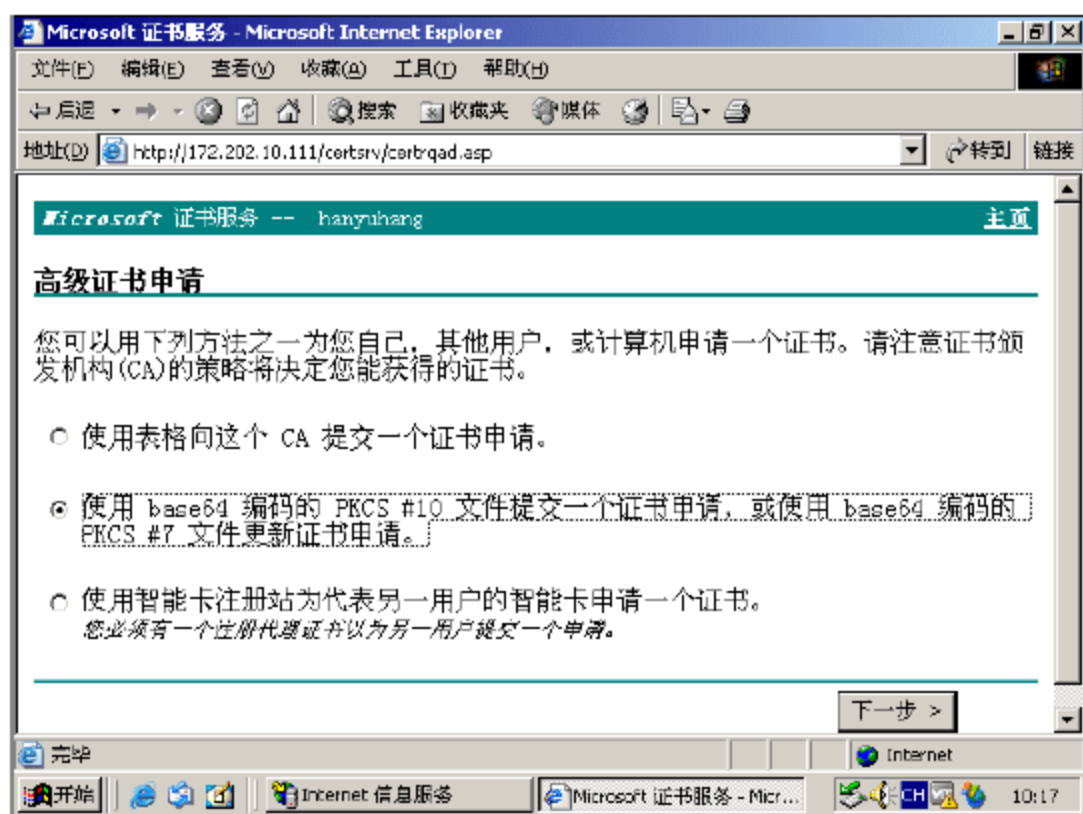 Microsoft 证书服务 - Microsoft Internet Explorer
文件(F) 编辑(E) 查看(V) 收藏(A) 工具(T) 帮助(H)
后退 搜索 收藏夹 媒体
地址(D) http://172.202.10.111/certsrv/certrqad.asp 转到 链接
Microsoft 证书服务 -- hanyuhang 主页
高级证书申请
您可以用下列方法之一为您自己，其他用户，或计算机申请一个证书。请注意证书颁
发机构(CA)的策略将决定您能获得的证书。
使用表格向这个 CA 提交一个证书申请。
使用 base64 编码的 PKCS #10 文件提交一个证书申请，或使用 base64 编码的
PKCS #7 文件更新证书申请。
使用智能卡注册站为代表另一用户的智能卡申请一个证书。
您必须有一个注册代理证书以为另一用户提交一个申请。
下一步 >
完毕 Internet
开始 Internet 信息服务 Microsoft 证书服务 - Micr... CH 10:17